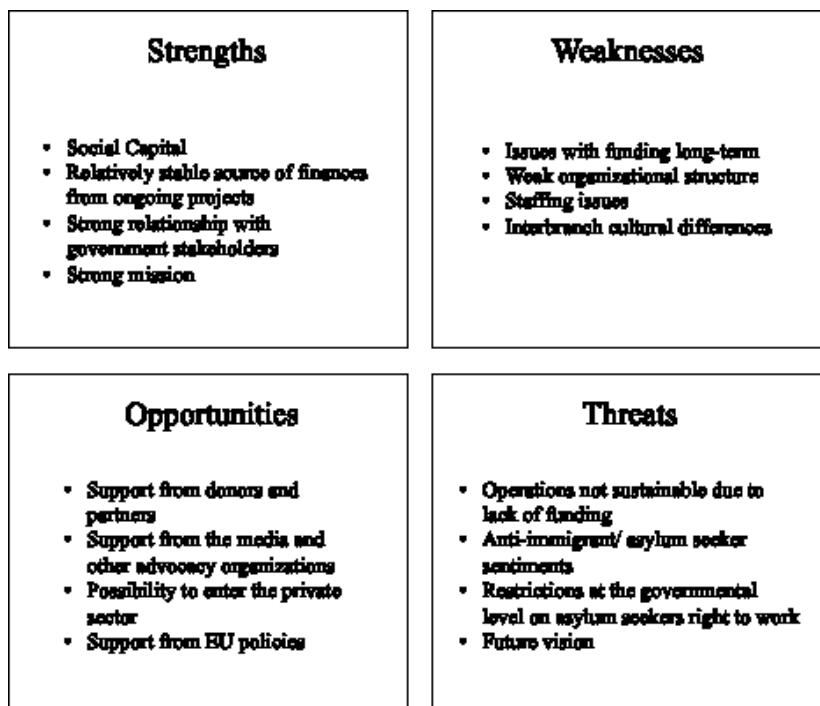 Strengths
• Social Capital
• Relatively stable source of finances
from ongoing projects
• Strong relationship with
government stakeholders
• Strong mission
Weaknesses
• Issues with funding long-term
• Weak organizational structure
• Staffing issues
• Interbranch cultural differences
Opportunities
• Support from donors and
partners
• Support from the media and
other advocacy organizations
• Possibility to enter the private
sector
• Support from EU policies
Threats
• Operations not sustainable due to
lack of funding
• Anti-immigrant/ asylum seeker
sentiments
• Restrictions at the governmental
level on asylum seekers right to work
• Future vision